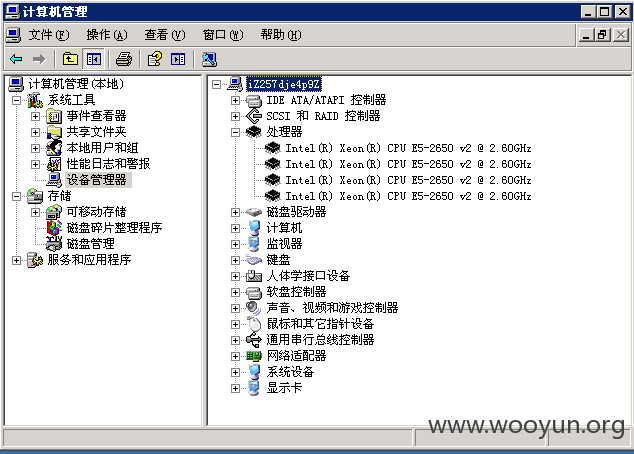 计算机管理
文件(F) 操作(A) 查看(V) 窗口(W) 帮助(H)
计算机管理(本地)
系统工具
事件查看器
共享文件夹
本地用户和组
性能日志和警报
设备管理器
存储
可移动存储
磁盘碎片整理程序
磁盘管理
服务和应用程序
iZ257dje4p9Z
IDE ATA/ATAPI 控制器
SCSI 和 RAID 控制器
处理器
Intel(R) Xeon(R) CPU E5-2650 v2 @ 2.60GHz
Intel(R) Xeon(R) CPU E5-2650 v2 @ 2.60GHz
Intel(R) Xeon(R) CPU E5-2650 v2 @ 2.60GHz
Intel(R) Xeon(R) CPU E5-2650 v2 @ 2.60GHz
磁盘驱动器
计算机
监视器
键盘
人体学接口设备
软盘控制器
声音、视频和游戏控制器
鼠标和其它指针设备
通用串行总线控制器
网络适配器
系统设备
显示卡
www.wooyun.org